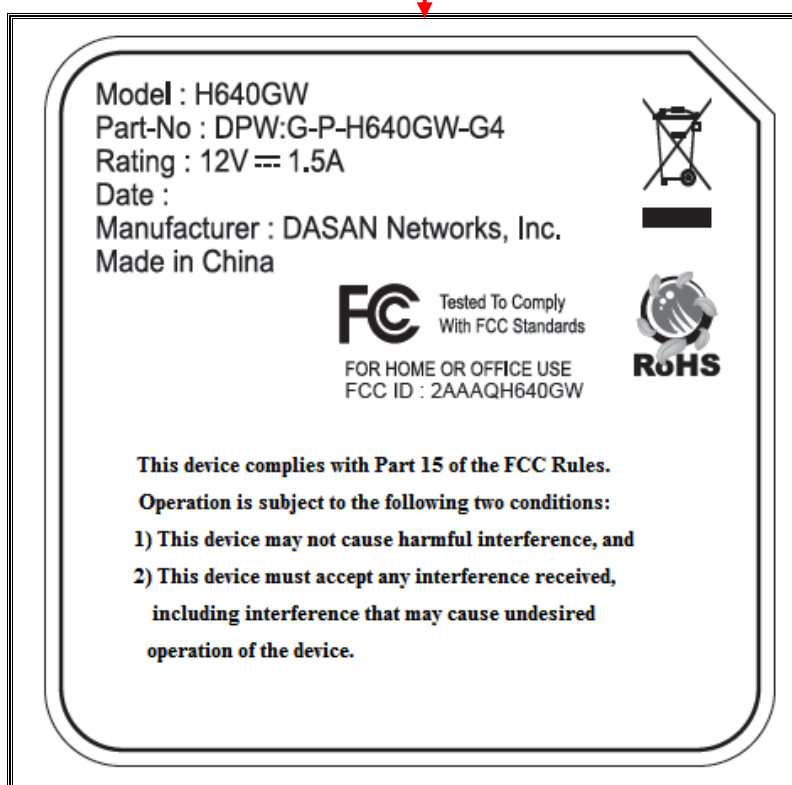 Model : H640GW
Part-No : DPW:G-P-H640GW-G4
Rating : 12V ⎓ 1.5A
Date :
Manufacturer : DASAN Networks, Inc.
Made in China
FC Tested To Comply
With FCC Standards
FOR HOME OR OFFICE USE
FCC ID : 2AAAQH640GW
RoHS
This device complies with Part 15 of the FCC Rules.
Operation is subject to the following two conditions:
1) This device may not cause harmful interference, and
2) This device must accept any interference received,
including interference that may cause undesired
operation of the device.